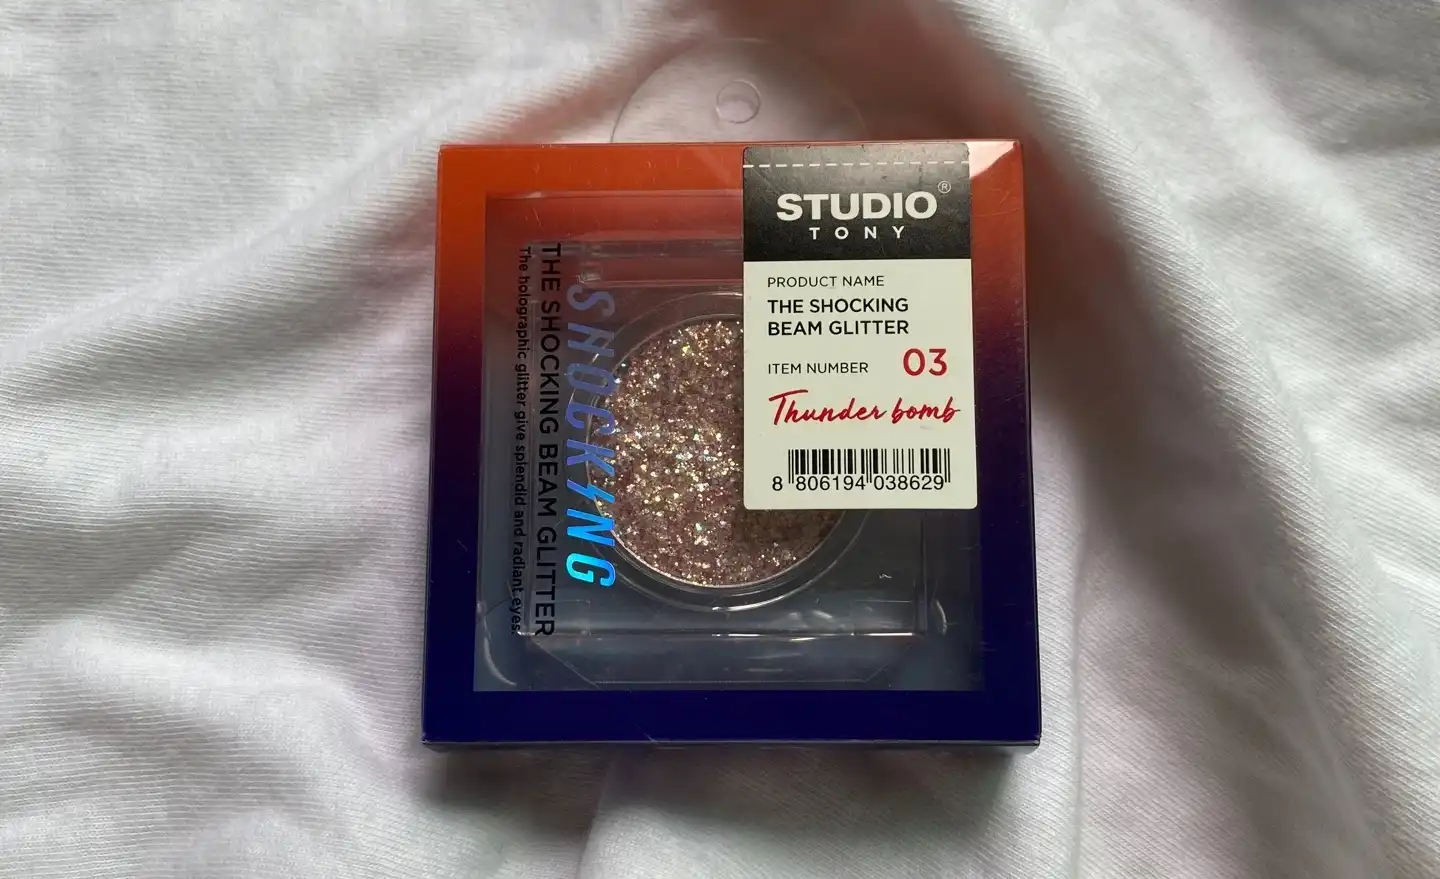 STUDIO®
TONY
PRODUCT NAME
THE SHOCKING
BEAM GLITTER
ITEM NUMBER 03
Thunder bomb
8 806194 038629
SHOCKING
THE SHOCKING BEAM GLITTER
The holographic glitter give splendid and radiant eyes.